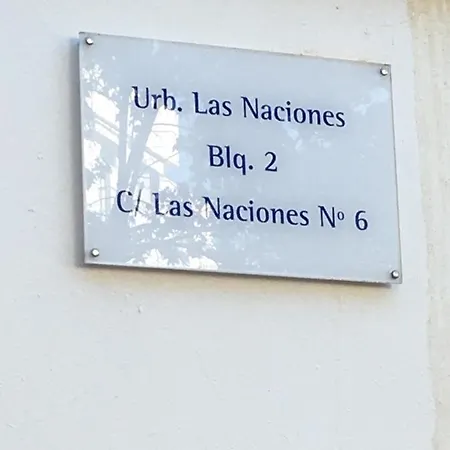 Urb. Las Naciones
Blq. 2
C/ Las Naciones Nº 6